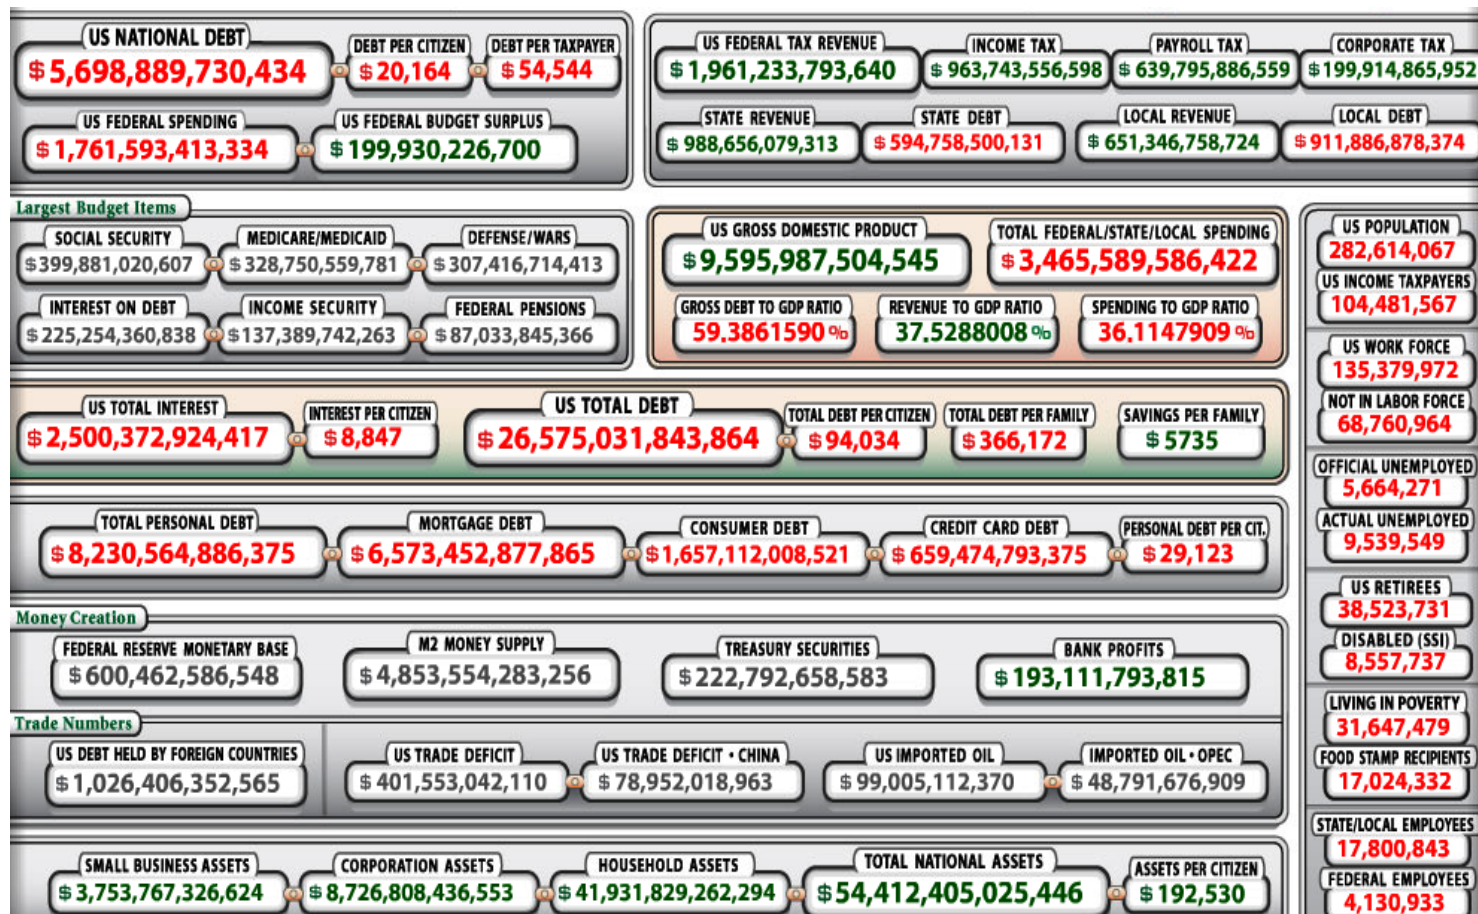 US NATIONAL DEBT
$5,698,889,730,434
DEBT PER CITIZEN
$20,164
DEBT PER TAXPAYER
$54,544
US FEDERAL SPENDING
$1,761,593,413,334
US FEDERAL BUDGET SURPLUS
$199,930,226,700
US FEDERAL TAX REVENUE
$1,961,233,793,640
INCOME TAX
$963,743,556,598
PAYROLL TAX
$639,795,886,559
CORPORATE TAX
$199,914,865,952
STATE REVENUE
$988,656,079,313
STATE DEBT
$594,758,500,131
LOCAL REVENUE
$651,346,758,724
LOCAL DEBT
$911,886,878,374
Largest Budget Items
SOCIAL SECURITY
$399,881,020,607
MEDICARE/MEDICAID
$328,750,559,781
DEFENSE/WARS
$307,416,714,413
INTEREST ON DEBT
$225,254,360,838
INCOME SECURITY
$137,389,742,263
FEDERAL PENSIONS
$87,033,845,366
US GROSS DOMESTIC PRODUCT
$9,595,987,504,545
TOTAL FEDERAL/STATE/LOCAL SPENDING
$3,465,589,586,422
GROSS DEBT TO GDP RATIO
59.3861590%
REVENUE TO GDP RATIO
37.5288008%
SPENDING TO GDP RATIO
36.1147909%
US TOTAL INTEREST
$2,500,372,924,417
INTEREST PER CITIZEN
$8,847
US TOTAL DEBT
$26,575,031,843,864
TOTAL DEBT PER CITIZEN
$94,034
TOTAL DEBT PER FAMILY
$366,172
SAVINGS PER FAMILY
$5735
TOTAL PERSONAL DEBT
$8,230,564,886,375
MORTGAGE DEBT
$6,573,452,877,865
CONSUMER DEBT
$1,657,112,008,521
CREDIT CARD DEBT
$659,474,793,375
PERSONAL DEBT PER CIT.
$29,123
Money Creation
FEDERAL RESERVE MONETARY BASE
$600,462,586,548
M2 MONEY SUPPLY
$4,853,554,283,256
TREASURY SECURITIES
$222,792,658,583
BANK PROFITS
$193,111,793,815
Trade Numbers
US DEBT HELD BY FOREIGN COUNTRIES
$1,026,406,352,565
US TRADE DEFICIT
$401,553,042,110
US TRADE DEFICIT • CHINA
$78,952,018,963
US IMPORTED OIL
$99,005,112,370
IMPORTED OIL • OPEC
$48,791,676,909
SMALL BUSINESS ASSETS
$3,753,767,326,624
CORPORATION ASSETS
$8,726,808,436,553
HOUSEHOLD ASSETS
$41,931,829,262,294
TOTAL NATIONAL ASSETS
$54,412,405,025,446
ASSETS PER CITIZEN
$192,530
US POPULATION
282,614,067
US INCOME TAXPAYERS
104,481,567
US WORK FORCE
135,379,972
NOT IN LABOR FORCE
68,760,964
OFFICIAL UNEMPLOYED
5,664,271
ACTUAL UNEMPLOYED
9,539,549
US RETIREES
38,523,731
DISABLED (SSI)
8,557,737
LIVING IN POVERTY
31,647,479
FOOD STAMP RECIPIENTS
17,024,332
STATE/LOCAL EMPLOYEES
17,800,843
FEDERAL EMPLOYEES
4,130,933